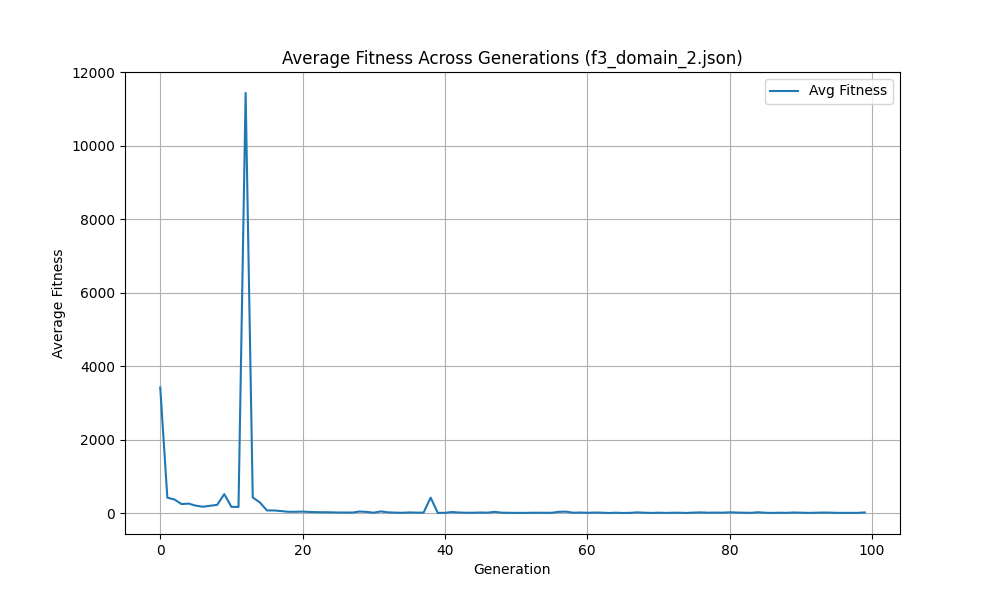 Average Fitness Across Generations (f3_domain_2.json)
Avg Fitness
12000
10000
8000
6000
4000
2000
0
Average Fitness
0 20 40 60 80 100
Generation